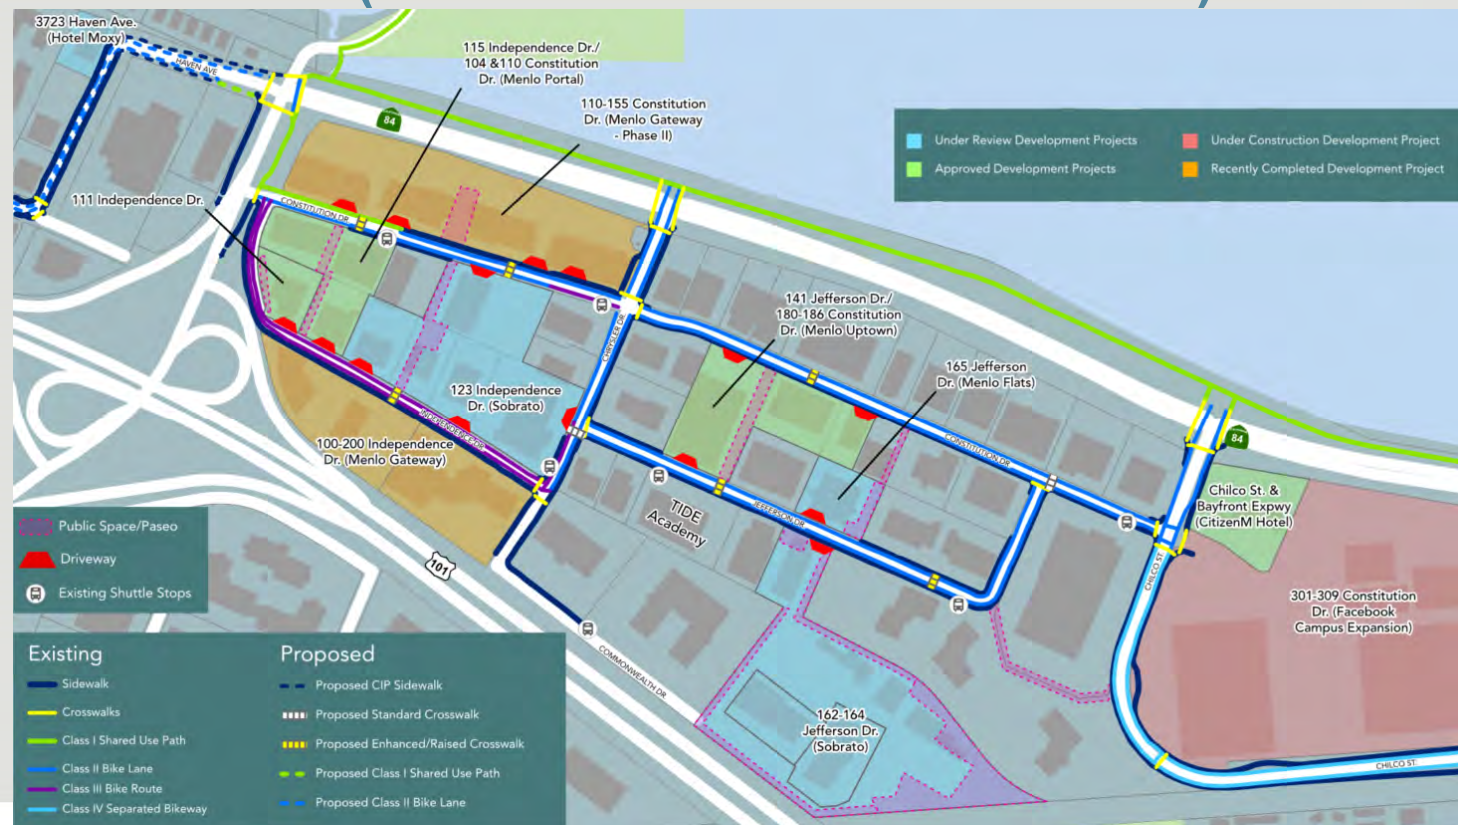 3723 Haven Ave.
(Hotel Moxy)
HAVEN AVE
115 Independence Dr./
104 &110 Constitution
Dr. (Menlo Portal)
110-155 Constitution
Dr. (Menlo Gateway
- Phase II)
84
Under Review Development Projects
Under Construction Development Project
Approved Development Projects
Recently Completed Development Project
111 Independence Dr.
CONSTITUTION DR
141 Jefferson Dr./
180-186 Constitution
Dr. (Menlo Uptown)
CHRYSLER DR.
165 Jefferson
Dr. (Menlo Flats)
123 Independence
Dr. (Sobrato)
INDEPENDENCE DR.
100-200 Independence
Dr. (Menlo Gateway)
CONSTITUTION DR.
84
JEFFERSON DR.
TIDE
Academy
Chilco St. &
Bayfront Expwy
(CitizenM Hotel)
Public Space/Paseo
Driveway
Existing Shuttle Stops
101
CHILCO ST.
301-309 Constitution
Dr. (Facebook
Campus Expansion)
COMMONWEALTH DR.
162-164
Jefferson Dr.
(Sobrato)
CHILCO ST.
Existing
Sidewalk
Crosswalks
Class I Shared Use Path
Class II Bike Lane
Class III Bike Route
Class IV Separated Bikeway
Proposed
Proposed CIP Sidewalk
Proposed Standard Crosswalk
Proposed Enhanced/Raised Crosswalk
Proposed Class I Shared Use Path
Proposed Class II Bike Lane